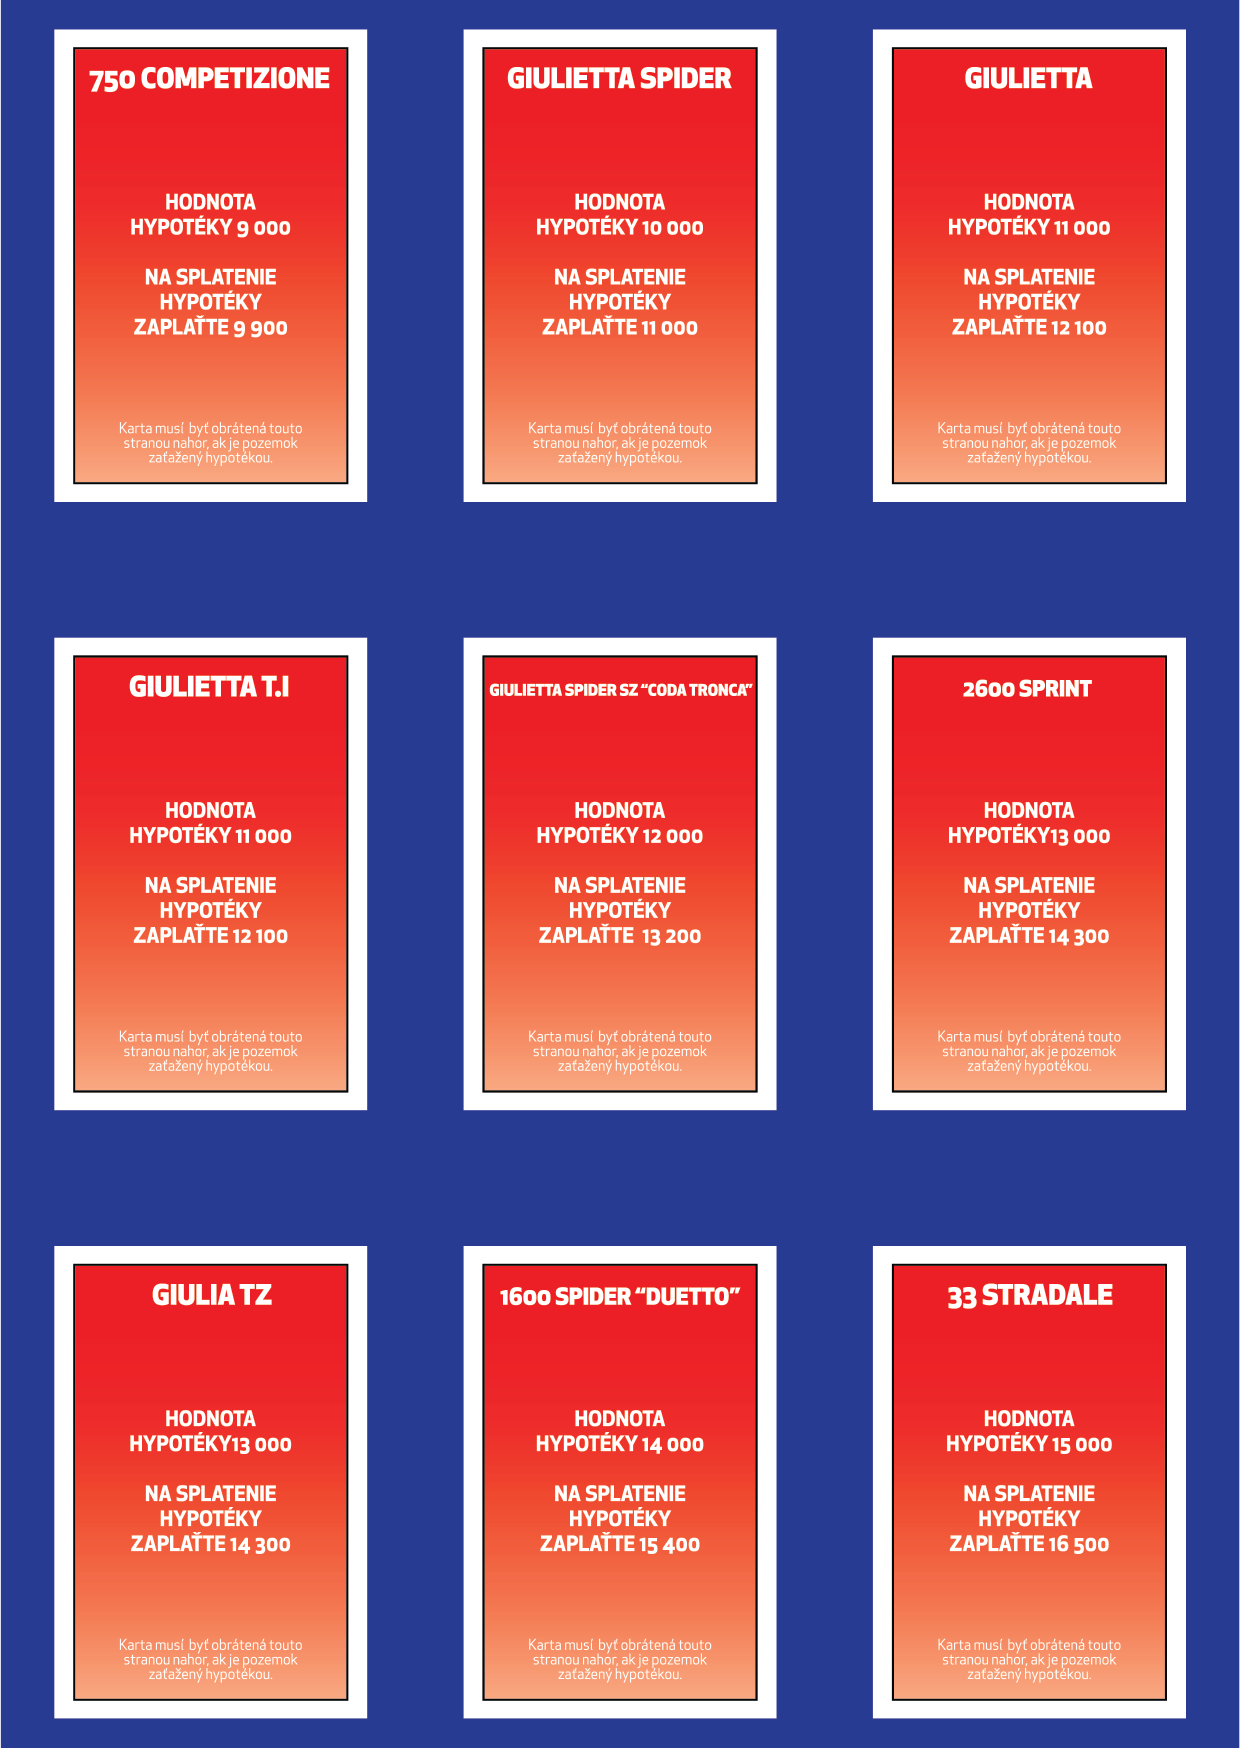 750 COMPETIZIONE
HODNOTA
HYPOTÉKY 9 000
NA SPLATENIE
HYPOTÉKY
ZAPLAŤTE 9 900
Karta musí byť obrátená touto
stranou nahor, ak je pozemok
zaťažený hypotékou.
GIULIETTA SPIDER
HODNOTA
HYPOTÉKY 10 000
NA SPLATENIE
HYPOTÉKY
ZAPLAŤTE 11 000
Karta musí byť obrátená touto
stranou nahor, ak je pozemok
zaťažený hypotékou.
GIULIETTA
HODNOTA
HYPOTÉKY 11 000
NA SPLATENIE
HYPOTÉKY
ZAPLAŤTE 12 100
Karta musí byť obrátená touto
stranou nahor, ak je pozemok
zaťažený hypotékou.
GIULIETTA T.I
HODNOTA
HYPOTÉKY 11 000
NA SPLATENIE
HYPOTÉKY
ZAPLAŤTE 12 100
Karta musí byť obrátená touto
stranou nahor, ak je pozemok
zaťažený hypotékou.
GIULIETTA SPIDER SZ “CODA TRONCA”
HODNOTA
HYPOTÉKY 12 000
NA SPLATENIE
HYPOTÉKY
ZAPLAŤTE 13 200
Karta musí byť obrátená touto
stranou nahor, ak je pozemok
zaťažený hypotékou.
2600 SPRINT
HODNOTA
HYPOTÉKY13 000
NA SPLATENIE
HYPOTÉKY
ZAPLAŤTE 14 300
Karta musí byť obrátená touto
stranou nahor, ak je pozemok
zaťažený hypotékou.
GIULIA TZ
HODNOTA
HYPOTÉKY13 000
NA SPLATENIE
HYPOTÉKY
ZAPLAŤTE 14 300
Karta musí byť obrátená touto
stranou nahor, ak je pozemok
zaťažený hypotékou.
1600 SPIDER “DUETTO”
HODNOTA
HYPOTÉKY 14 000
NA SPLATENIE
HYPOTÉKY
ZAPLAŤTE 15 400
Karta musí byť obrátená touto
stranou nahor, ak je pozemok
zaťažený hypotékou.
33 STRADALE
HODNOTA
HYPOTÉKY 15 000
NA SPLATENIE
HYPOTÉKY
ZAPLAŤTE 16 500
Karta musí byť obrátená touto
stranou nahor, ak je pozemok
zaťažený hypotékou.